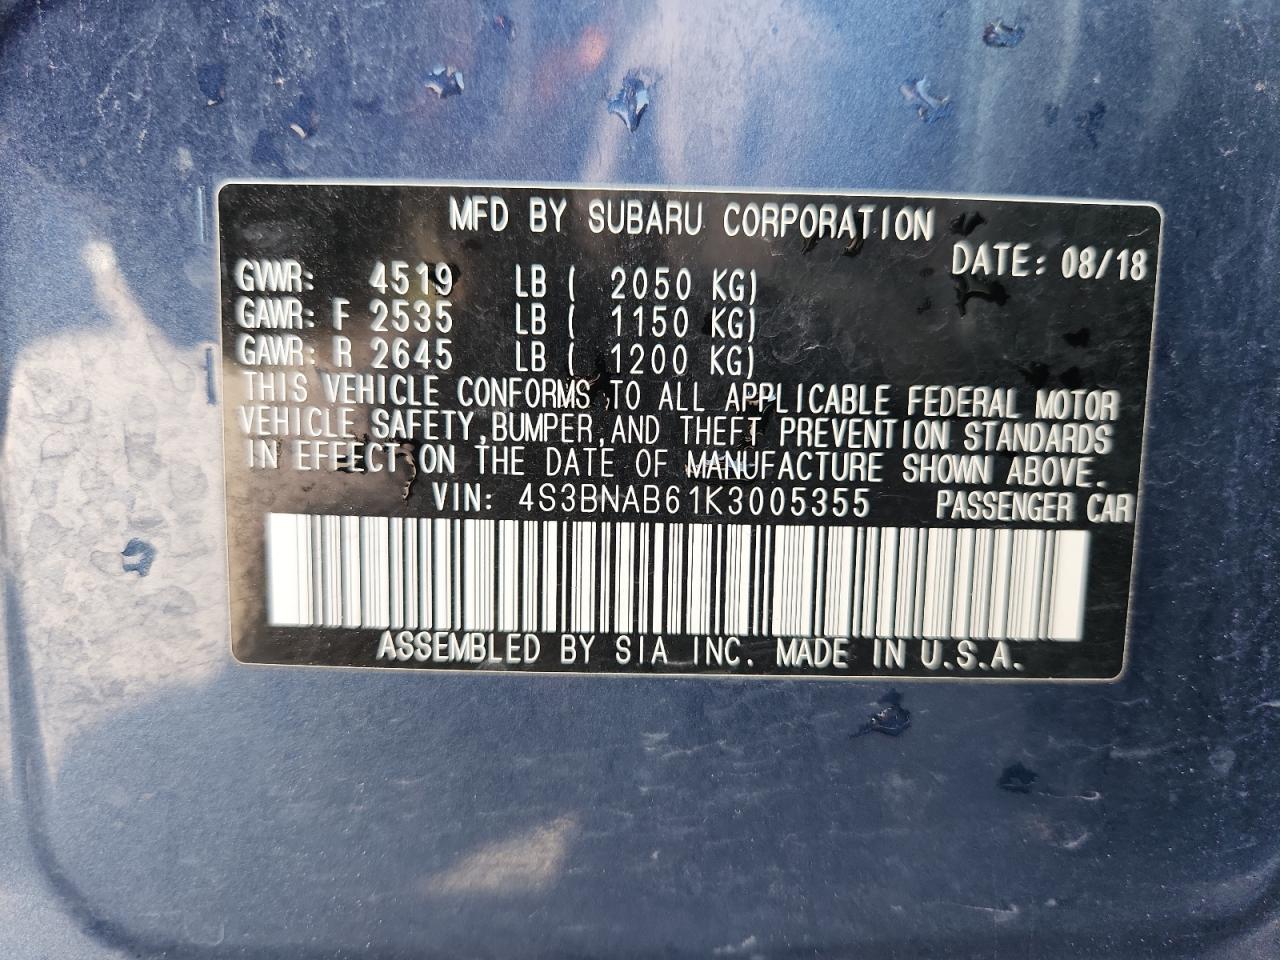 MFD BY SUBARU CORPORATION
DATE: 08/18
GVWR: 4519 LB ( 2050 KG)
GAWR: F 2535 LB ( 1150 KG)
GAWR: R 2645 LB ( 1200 KG)
THIS VEHICLE CONFORMS TO ALL APPLICABLE FEDERAL MOTOR
VEHICLE SAFETY, BUMPER, AND THEFT PREVENTION STANDARDS
IN EFFECT ON THE DATE OF MANUFACTURE SHOWN ABOVE.
VIN: 4S3BNAB61K3005355 PASSENGER CAR
ASSEMBLED BY SIA INC. MADE IN U.S.A.